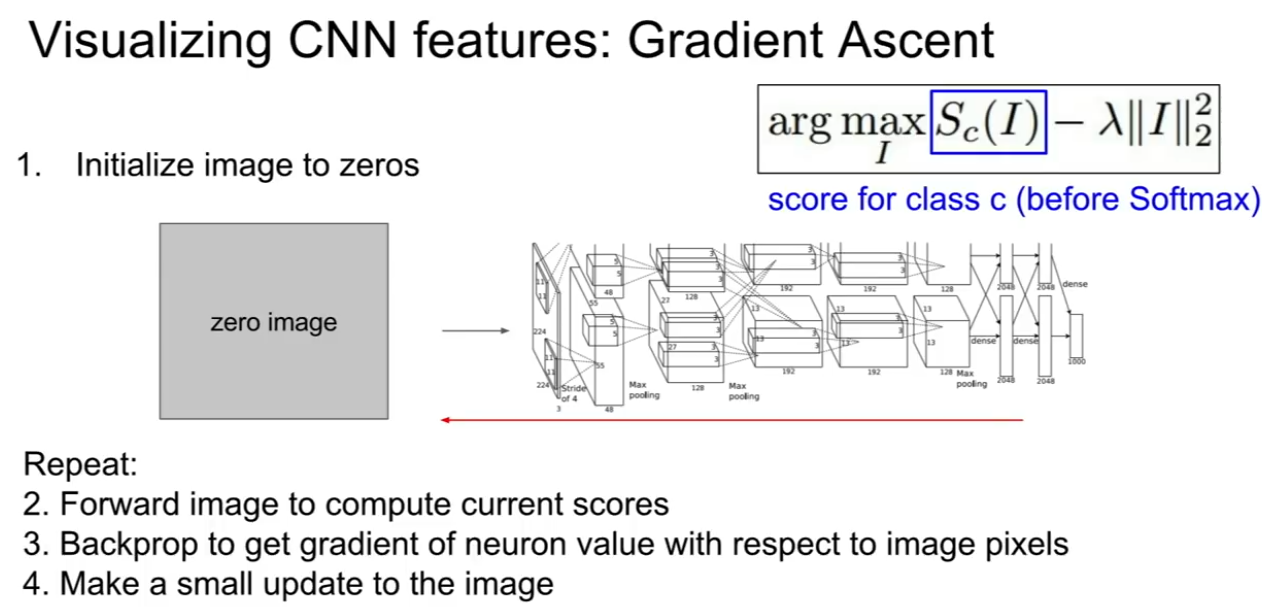 Visualizing CNN features: Gradient Ascent
arg max S_c(I) − λ‖I‖₂²
I
score for class c (before Softmax)
1. Initialize image to zeros
zero image
11
11
224
11
11
224
3
Stride
of 4
5
5
48
55
5
5
55
48
Max
pooling
3
3
128
27
3
3
27
3
3
128
Max
pooling
3
3
192
13
3
3
13
192
3
3
192
13
3
3
13
192
128
13
13
128
Max
pooling
2048
dense
2048
2048
dense
2048
dense
1000
Repeat:
2. Forward image to compute current scores
3. Backprop to get gradient of neuron value with respect to image pixels
4. Make a small update to the image